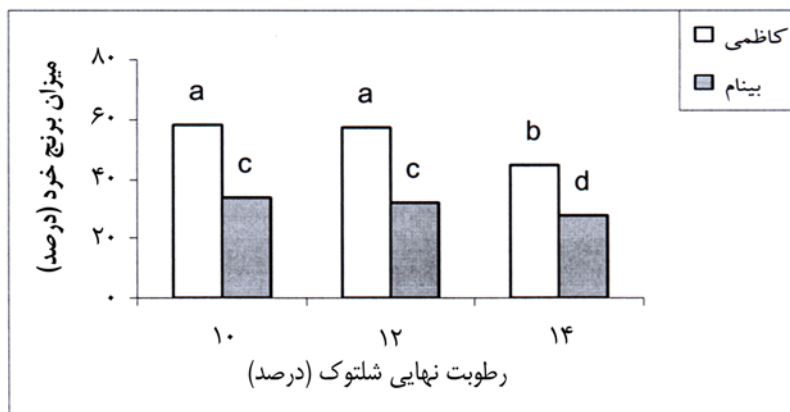 کاظمی
بینام
میزان برنج خرد (درصد)
۸۰
۶۰
۴۰
۲۰
۰
a
c
a
c
b
d
۱۰
۱۲
۱۴
رطوبت نهایی شلتوک (درصد)